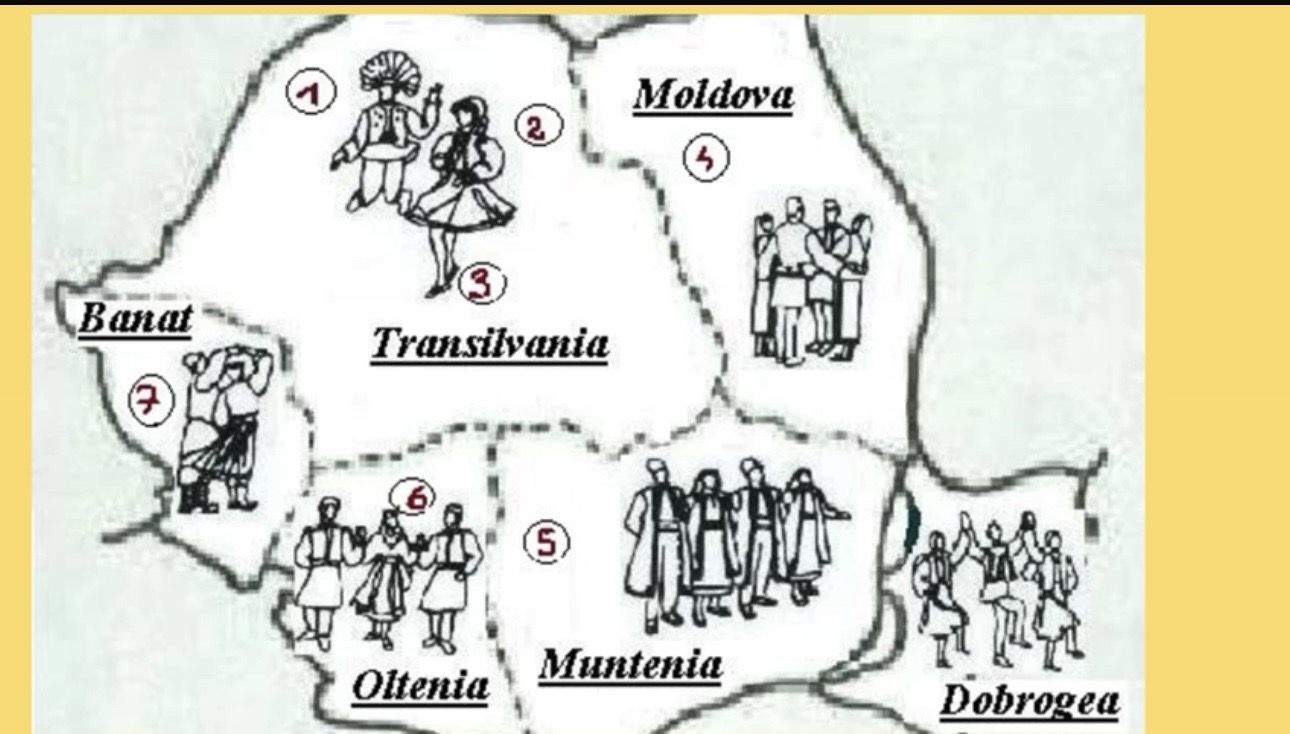 Moldova
1
2
4
3
Banat
Transilvania
7
6
5
Muntenia
Oltenia
Dobrogea